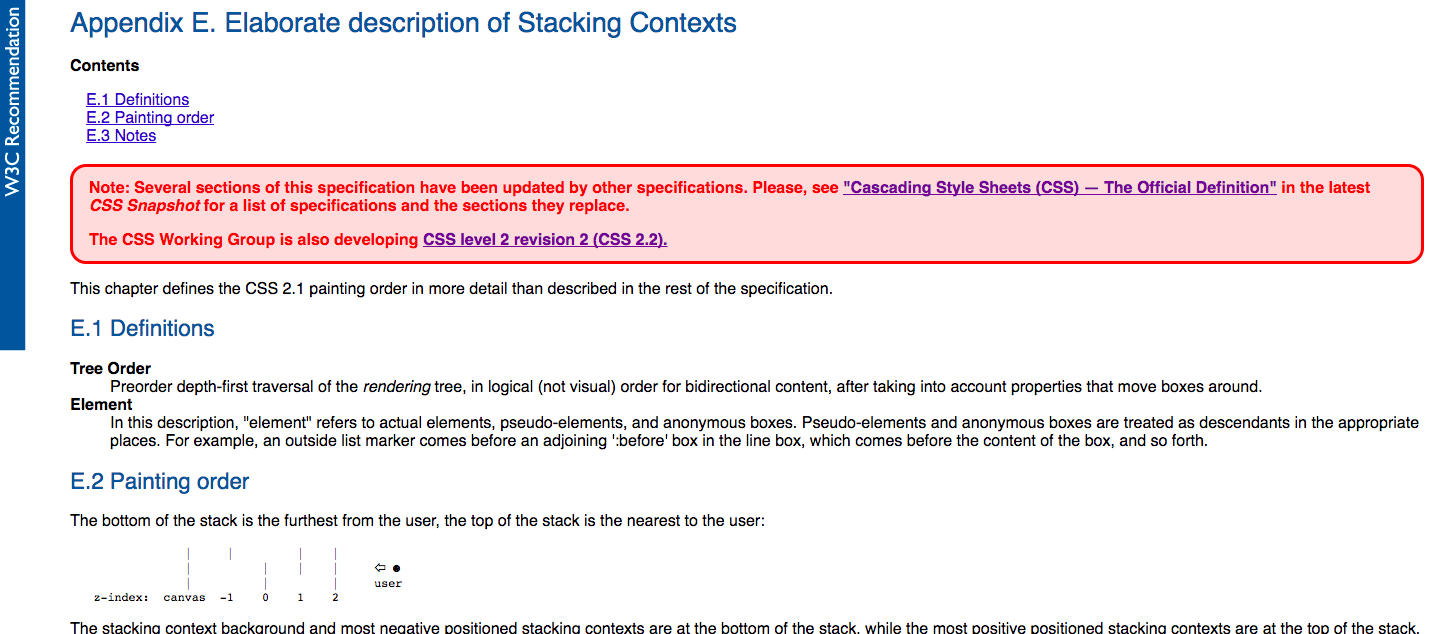 W3C Recommendation
Appendix E. Elaborate description of Stacking Contexts
Contents
E.1 Definitions
E.2 Painting order
E.3 Notes
Note: Several sections of this specification have been updated by other specifications. Please, see "Cascading Style Sheets (CSS) — The Official Definition" in the latest
CSS Snapshot for a list of specifications and the sections they replace.
The CSS Working Group is also developing CSS level 2 revision 2 (CSS 2.2).
This chapter defines the CSS 2.1 painting order in more detail than described in the rest of the specification.
E.1 Definitions
Tree Order
Preorder depth-first traversal of the rendering tree, in logical (not visual) order for bidirectional content, after taking into account properties that move boxes around.
Element
In this description, "element" refers to actual elements, pseudo-elements, and anonymous boxes. Pseudo-elements and anonymous boxes are treated as descendants in the appropriate
places. For example, an outside list marker comes before an adjoining ':before' box in the line box, which comes before the content of the box, and so forth.
E.2 Painting order
The bottom of the stack is the furthest from the user, the top of the stack is the nearest to the user:
| | | |
| | | | ⇦ ●
| | | user
z-index: canvas -1 0 1 2
The stacking context background and most negative positioned stacking contexts are at the bottom of the stack, while the most positive positioned stacking contexts are at the top of the stack.